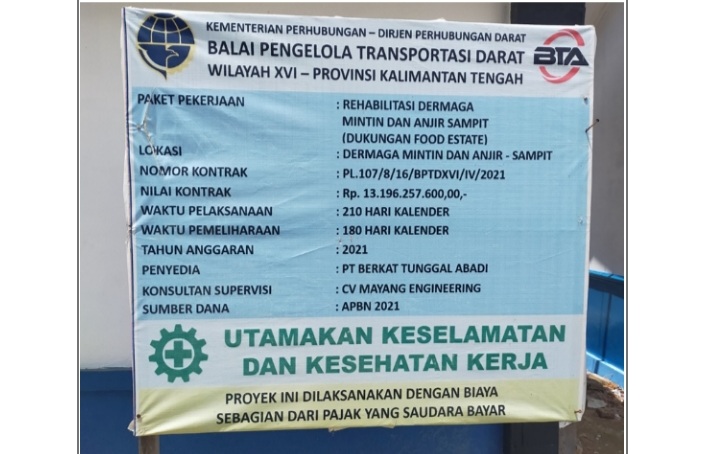 KEMENTERIAN PERHUBUNGAN – DIRJEN PERHUBUNGAN DARAT
BALAI PENGELOLA TRANSPORTASI DARAT
BTA
WILAYAH XVI – PROVINSI KALIMANTAN TENGAH
PAKET PEKERJAAN : REHABILITASI DERMAGA
MINTIN DAN ANJIR SAMPIT
(DUKUNGAN FOOD ESTATE)
LOKASI : DERMAGA MINTIN DAN ANJIR - SAMPIT
NOMOR KONTRAK : PL.107/8/16/BPTDXVI/IV/2021
NILAI KONTRAK : Rp. 13.196.257.600,00,-
WAKTU PELAKSANAAN : 210 HARI KALENDER
WAKTU PEMELIHARAAN : 180 HARI KALENDER
TAHUN ANGGARAN : 2021
PENYEDIA : PT BERKAT TUNGGAL ABADI
KONSULTAN SUPERVISI : CV MAYANG ENGINEERING
SUMBER DANA : APBN 2021
UTAMAKAN KESELAMATAN
DAN KESEHATAN KERJA
PROYEK INI DILAKSANAKAN DENGAN BIAYA
SEBAGIAN DARI PAJAK YANG SAUDARA BAYAR